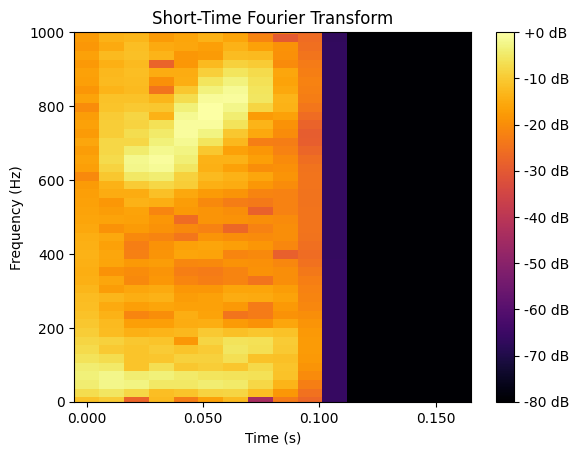 Short-Time Fourier Transform
Frequency (Hz)
1000
800
600
400
200
0
0.000
0.050
0.100
0.150
Time (s)
+0 dB
-10 dB
-20 dB
-30 dB
-40 dB
-50 dB
-60 dB
-70 dB
-80 dB